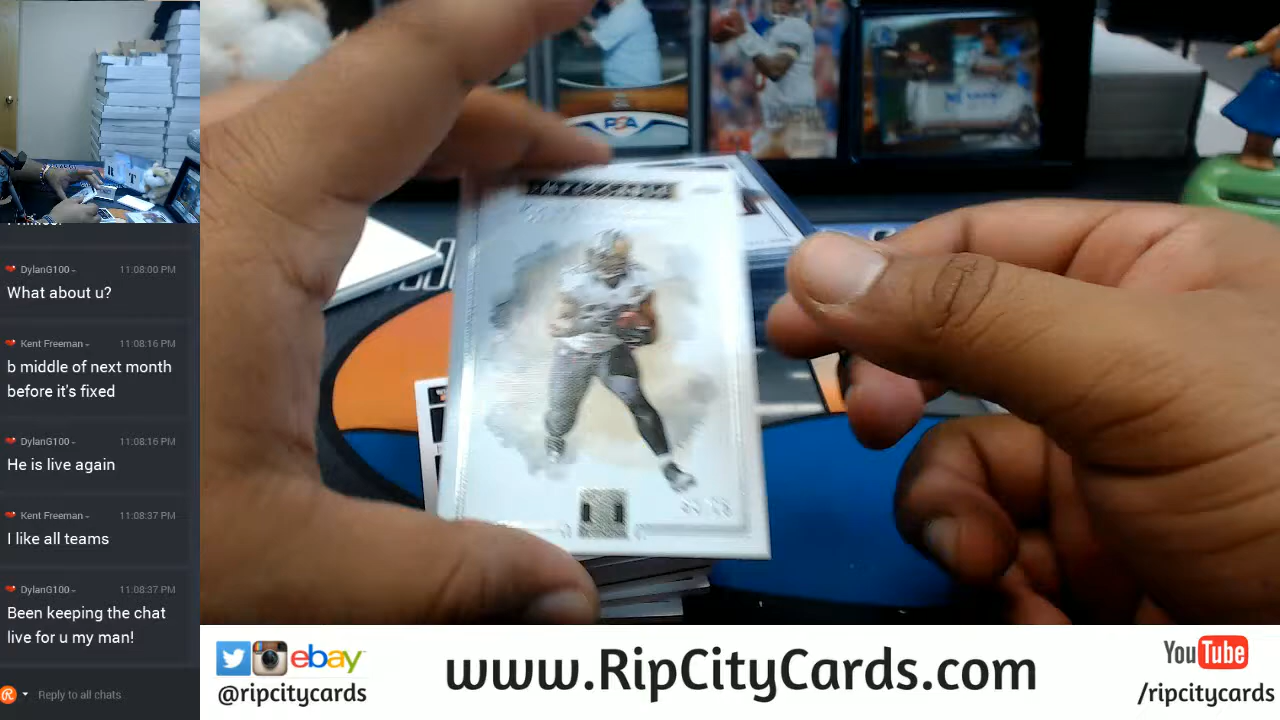 DylanG100- 11:08:00 PM
What about u?
Kent Freeman- 11:08:16 PM
b middle of next month
before it's fixed
DylanG100- 11:08:16 PM
He is live again
Kent Freeman- 11:08:37 PM
I like all teams
DylanG100- 11:08:37 PM
Been keeping the chat
live for u my man!
Reply to all chats
PSA
R T
ebay
@ripcitycards
www.RipCityCards.com
YouTube
/ripcitycards